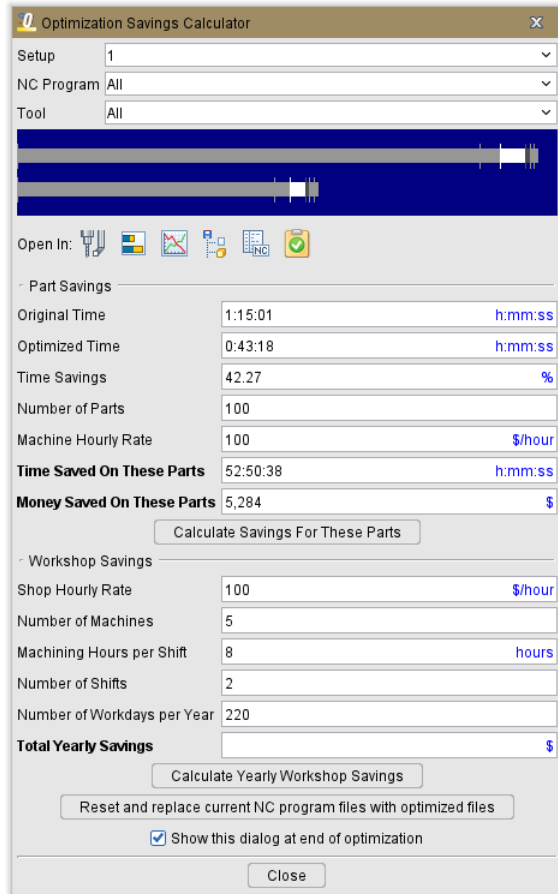 Optimization Savings Calculator
Setup 1
NC Program All
Tool All
Open In: NC
Part Savings
Original Time 1:15:01 h:mm:ss
Optimized Time 0:43:18 h:mm:ss
Time Savings 42.27 %
Number of Parts 100
Machine Hourly Rate 100 $/hour
Time Saved On These Parts 52:50:38 h:mm:ss
Money Saved On These Parts 5,284 $
Calculate Savings For These Parts
Workshop Savings
Shop Hourly Rate 100 $/hour
Number of Machines 5
Machining Hours per Shift 8 hours
Number of Shifts 2
Number of Workdays per Year 220
Total Yearly Savings $
Calculate Yearly Workshop Savings
Reset and replace current NC program files with optimized files
Show this dialog at end of optimization
Close